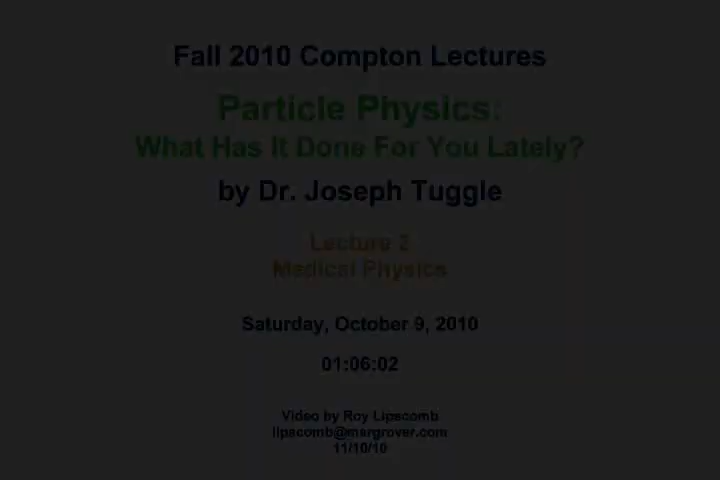 Fall 2010 Compton Lectures
Particle Physics:
What Has It Done For You Lately?
by Dr. Joseph Tuggle
Lecture 2
Medical Physics
Saturday, October 9, 2010
01:06:02
Video by Roy Lipscomb
lipscomb@msrgrover.com
11/10/10